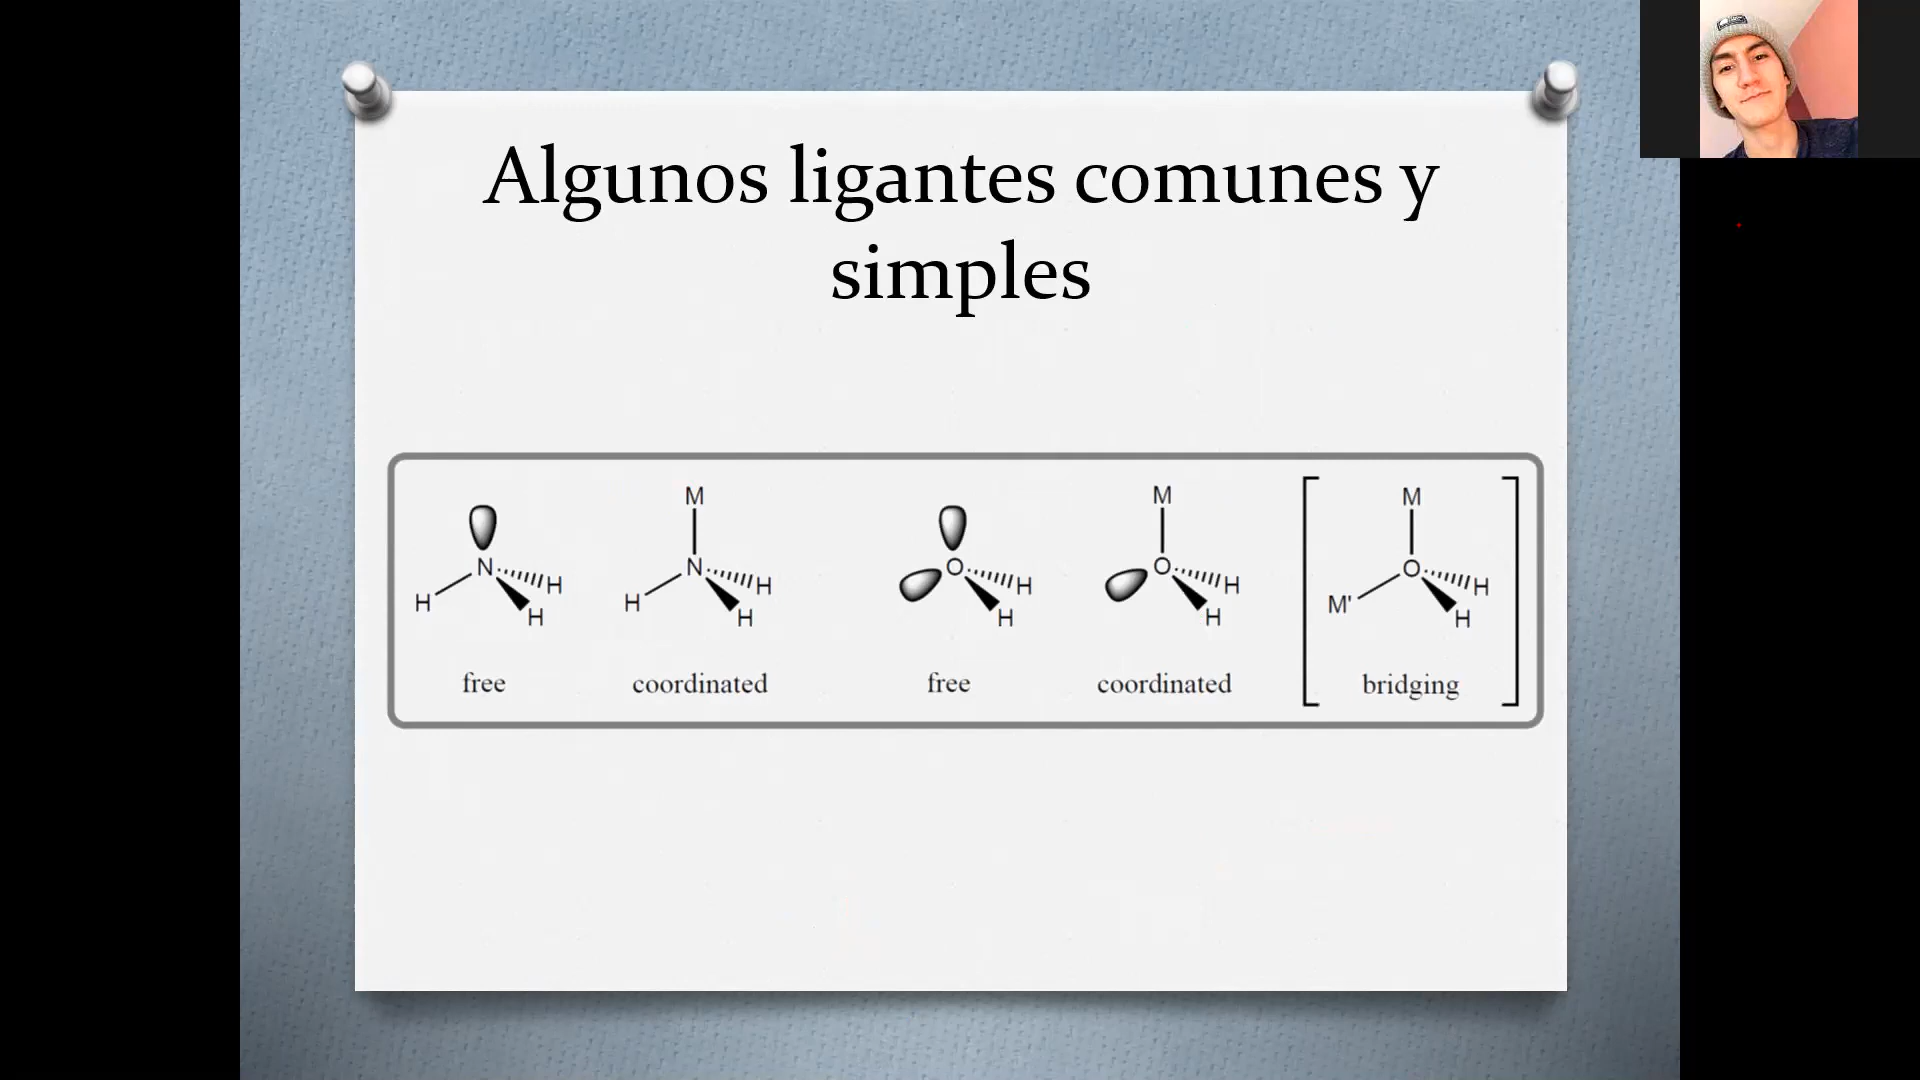 Algunos ligantes comunes y
simples
N H H H
free
M N H H H
coordinated
O H H
free
M O H H
coordinated
M M' O H H
bridging